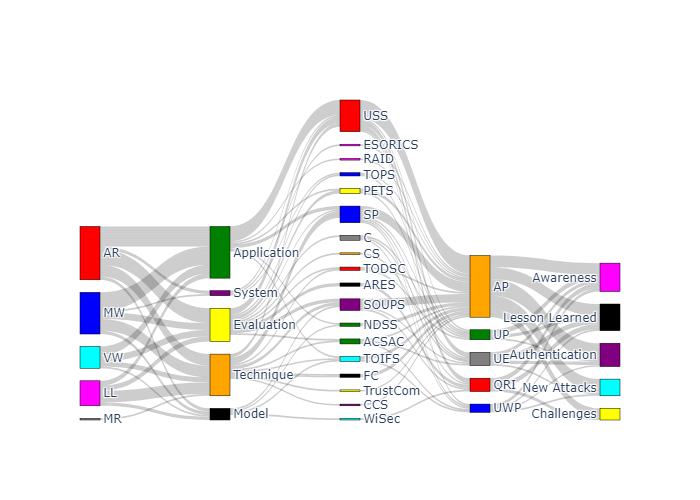 AR
MW
VW
LL
MR
Application
System
Evaluation
Technique
Model
USS
ESORICS
RAID
TOPS
PETS
SP
C
CS
TODSC
ARES
SOUPS
NDSS
ACSAC
TOIFS
FC
TrustCom
CCS
WiSec
AP
UP
UE
QRI
UWP
Awareness
Lesson Learned
Authentication
New Attacks
Challenges